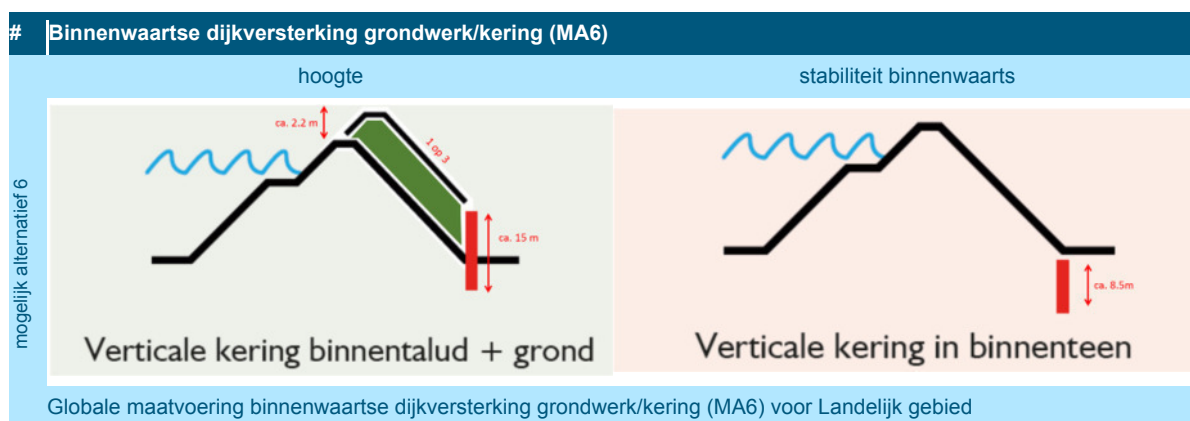 # Binnenwaartse dijkversterking grondwerk/kering (MA6)
hoogte
stabiliteit binnenwaarts
mogelijk alternatief 6
ca. 2.2 m
1 op 3
ca. 15 m
Verticale kering binnentalud + grond
ca. 8.5m
Verticale kering in binnenteen
Globale maatvoering binnenwaartse dijkversterking grondwerk/kering (MA6) voor Landelijk gebied